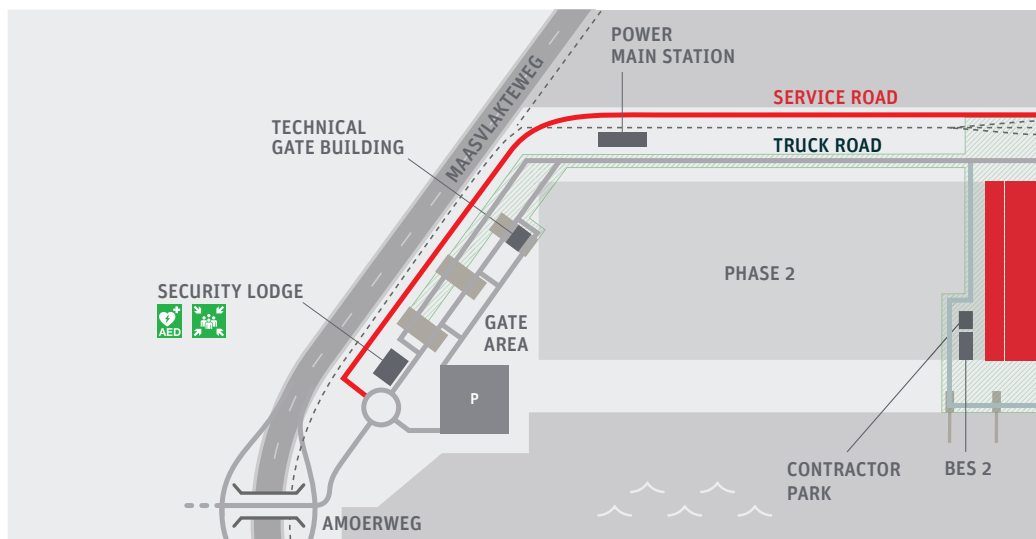 POWER
MAIN STATION
SERVICE ROAD
MAASVLAKTEWEG
TECHNICAL
GATE BUILDING
TRUCK ROAD
PHASE 2
SECURITY LODGE
AED
GATE
AREA
P
CONTRACTOR
PARK
BES 2
AMOERWEG